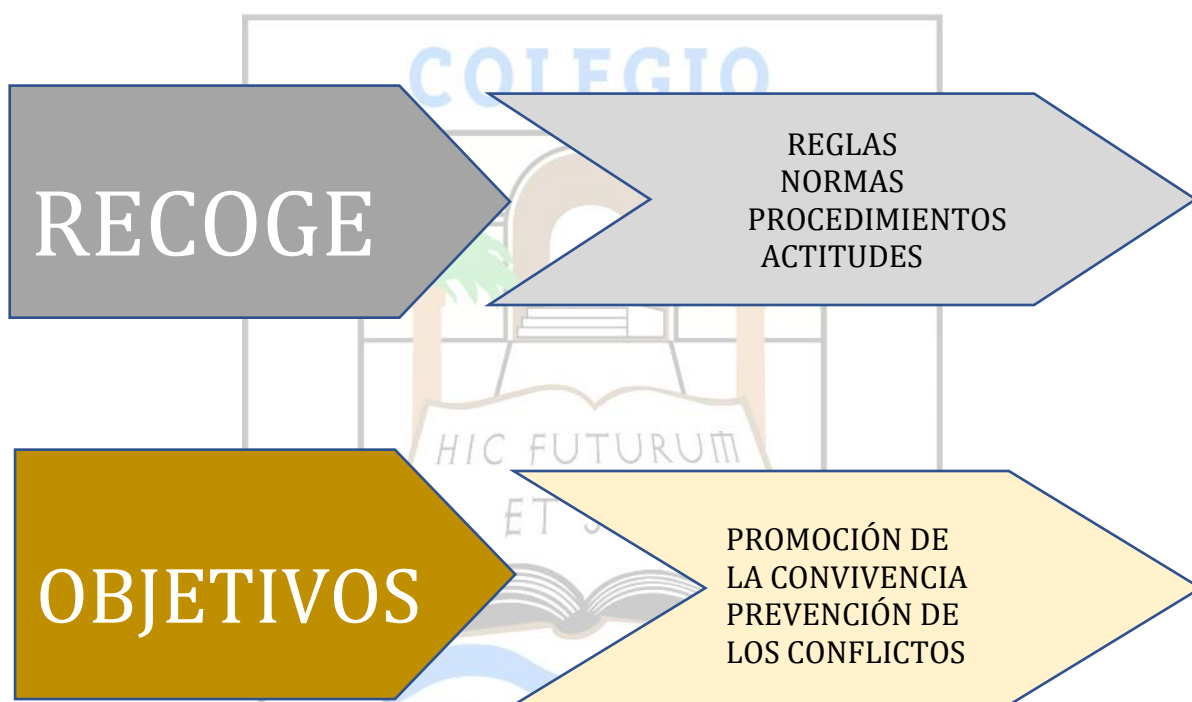 COLEGIO
RECOGE
REGLAS
NORMAS
PROCEDIMIENTOS
ACTITUDES
HIC FUTURUM
ET
OBJETIVOS
PROMOCIÓN DE
LA CONVIVENCIA
PREVENCIÓN DE
LOS CONFLICTOS